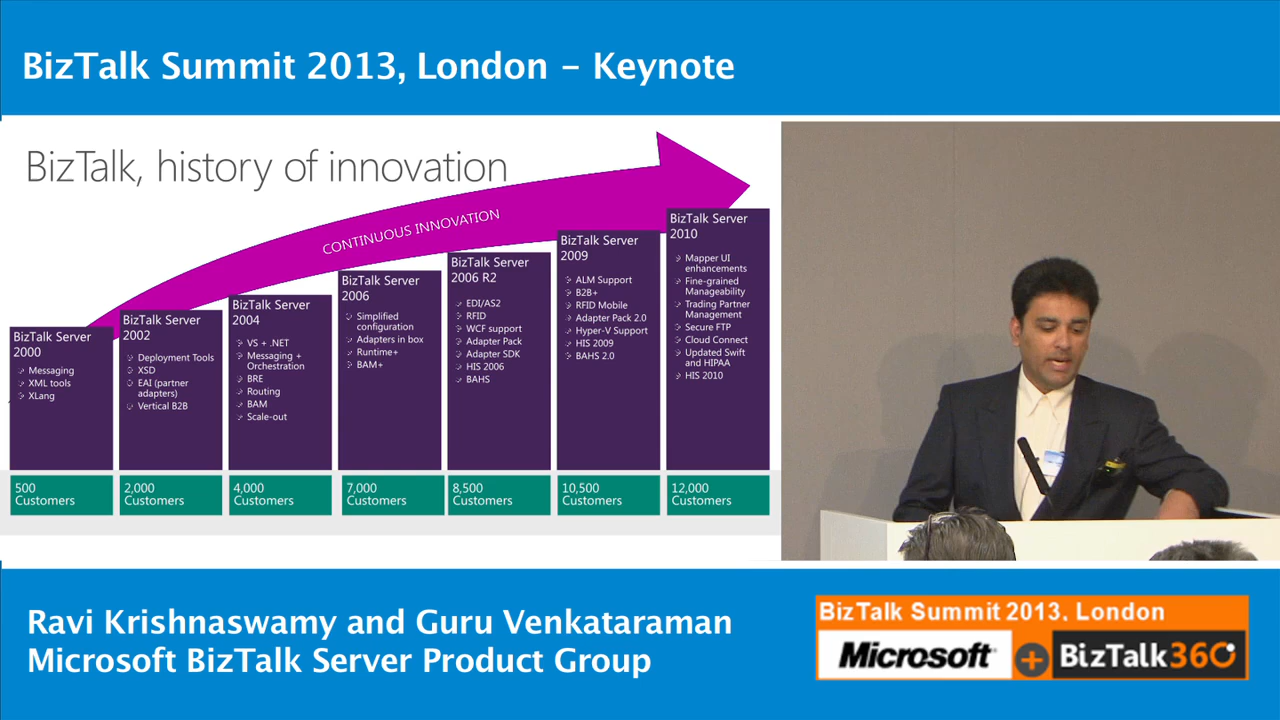 BizTalk Summit 2013, London - Keynote
BizTalk, history of innovation
CONTINUOUS INNOVATION
BizTalk Server
2000
Messaging
XML tools
XLang
500
Customers
BizTalk Server
2002
Deployment Tools
XSD
EAI (partner
adapters)
Vertical B2B
2,000
Customers
BizTalk Server
2004
VS + .NET
Messaging +
Orchestration
BRE
Routing
BAM
Scale-out
4,000
Customers
BizTalk Server
2006
Simplified
configuration
Adapters in box
Runtime+
BAM+
7,000
Customers
BizTalk Server
2006 R2
EDI/AS2
RFID
WCF support
Adapter Pack
Adapter SDK
HIS 2006
BAHS
8,500
Customers
BizTalk Server
2009
ALM Support
B2B+
RFID Mobile
Adapter Pack 2.0
Hyper-V Support
HIS 2009
BAHS 2.0
10,500
Customers
BizTalk Server
2010
Mapper UI
enhancements
Fine-grained
Manageability
Trading Partner
Management
Secure FTP
Cloud Connect
Updated Swift
and HIPAA
HIS 2010
12,000
Customers
Ravi Krishnaswamy and Guru Venkataraman
Microsoft BizTalk Server Product Group
BizTalk Summit 2013, London
Microsoft + BizTalk360